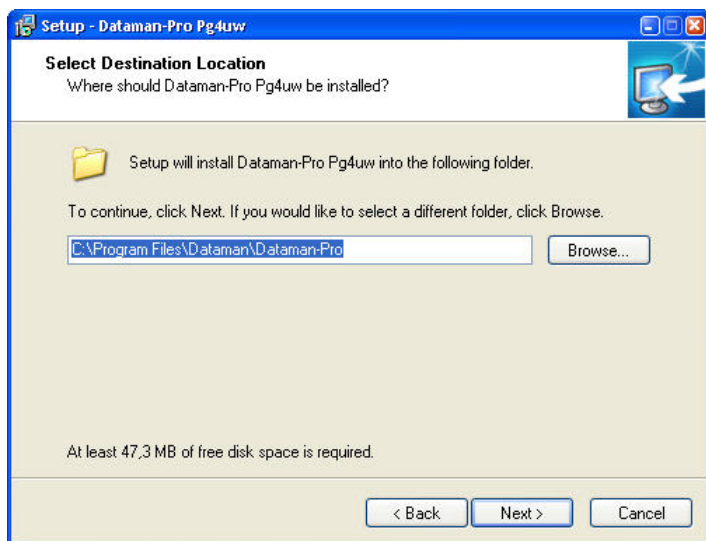 Setup - Dataman-Pro Pg4uw
Select Destination Location
Where should Dataman-Pro Pg4uw be installed?
Setup will install Dataman-Pro Pg4uw into the following folder.
To continue, click Next. If you would like to select a different folder, click Browse.
C:\Program Files\Dataman\Dataman-Pro
Browse...
At least 47,3 MB of free disk space is required.
< Back
Next >
Cancel